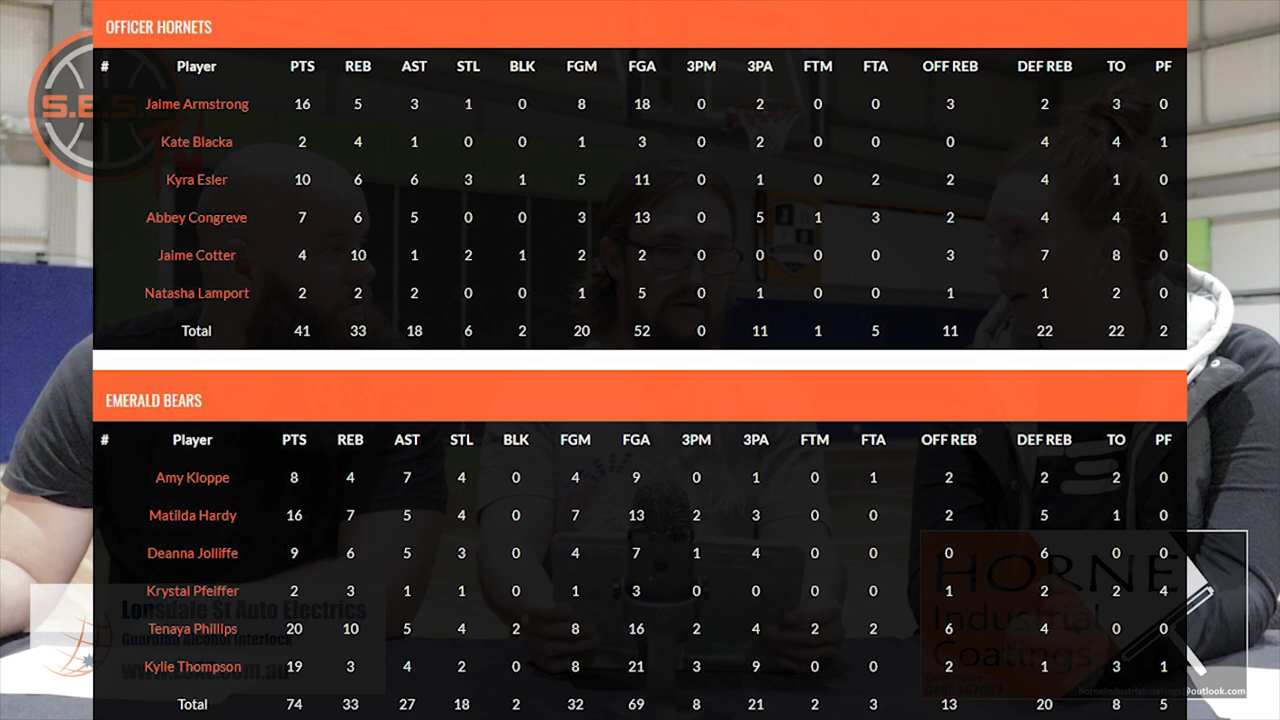 OFFICER HORNETS
# Player PTS REB AST STL BLK FGM FGA 3PM 3PA FTM FTA OFF REB DEF REB TO PF
Jaime Armstrong 16 5 3 1 0 8 18 0 2 0 0 3 2 3 0
Kate Blacka 2 4 1 0 0 1 3 0 2 0 0 0 4 4 1
Kyra Esler 10 6 6 3 1 5 11 0 1 0 2 2 4 1 0
Abbey Congreve 7 6 5 0 0 3 13 0 5 1 3 2 4 4 1
Jaime Cotter 4 10 1 2 1 2 2 0 0 0 0 3 7 8 0
Natasha Lamport 2 2 2 0 0 1 5 0 1 0 0 1 1 2 0
Total 41 33 18 6 2 20 52 0 11 1 5 11 22 22 2
EMERALD BEARS
# Player PTS REB AST STL BLK FGM FGA 3PM 3PA FTM FTA OFF REB DEF REB TO PF
Amy Kloppe 8 4 7 4 0 4 9 0 1 0 1 2 2 2 0
Matilda Hardy 16 7 5 4 0 7 13 2 3 0 0 2 5 1 0
Deanna Jolliffe 9 6 5 3 0 4 7 1 4 0 0 0 6 0 0
Krystal Pfeiffer 2 3 1 1 0 1 3 0 0 0 0 1 2 2 4
Tenaya Phillips 20 10 5 4 2 8 16 2 4 2 2 6 4 0 0
Kylie Thompson 19 3 4 2 0 8 21 3 9 0 0 2 1 3 1
Total 74 33 27 18 2 32 69 8 21 2 3 13 20 8 5
Lonsdale St Auto Electrics
Guardian Alcohol Interlock
HORNE
Industrial
Coatings
horneindustrialcoatings@outlook.com